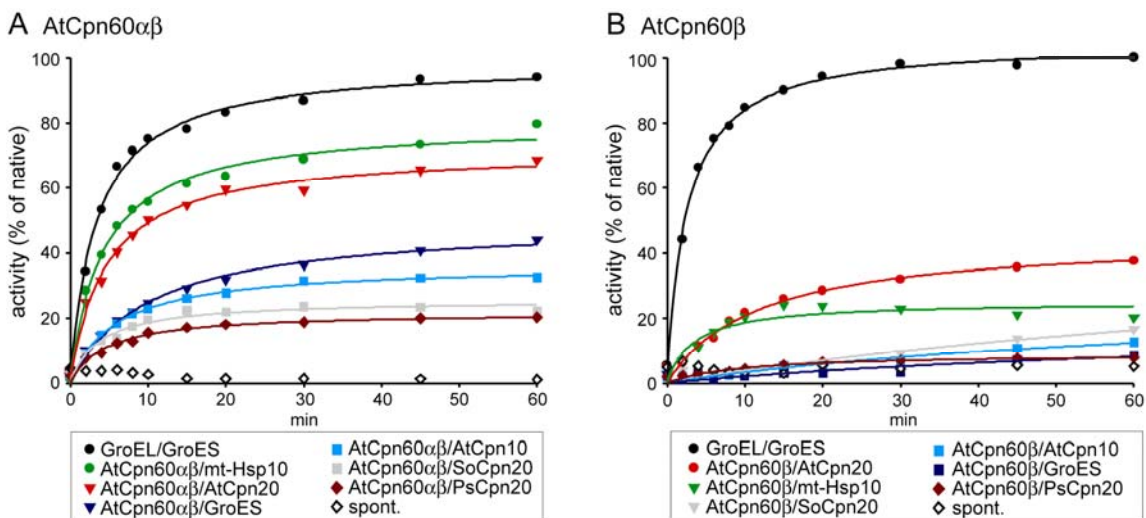 A AtCpn60αβ
100
80
60
40
20
0
activity (% of native)
0 10 20 30 40 50 60
min
GroEL/GroES
AtCpn60αβ/mt-Hsp10
AtCpn60αβ/AtCpn20
AtCpn60αβ/GroES
AtCpn60αβ/AtCpn10
AtCpn60αβ/SoCpn20
AtCpn60αβ/PsCpn20
spont.
B AtCpn60β
100
80
60
40
20
0
activity (% of native)
0 10 20 30 40 50 60
min
GroEL/GroES
AtCpn60β/AtCpn20
AtCpn60β/mt-Hsp10
AtCpn60β/SoCpn20
AtCpn60β/AtCpn10
AtCpn60β/GroES
AtCpn60β/PsCpn20
spont.